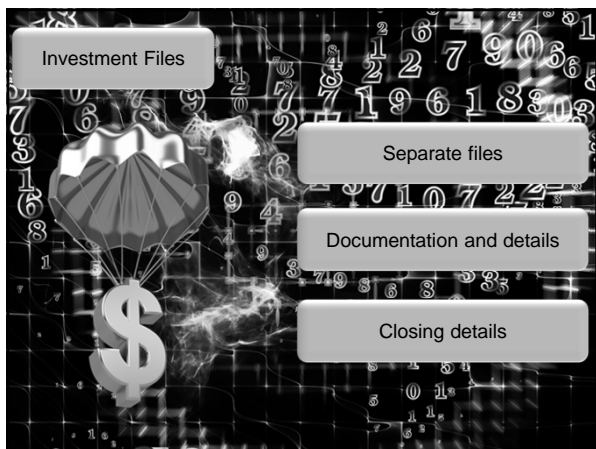 Investment Files
Separate files
Documentation and details
Closing details